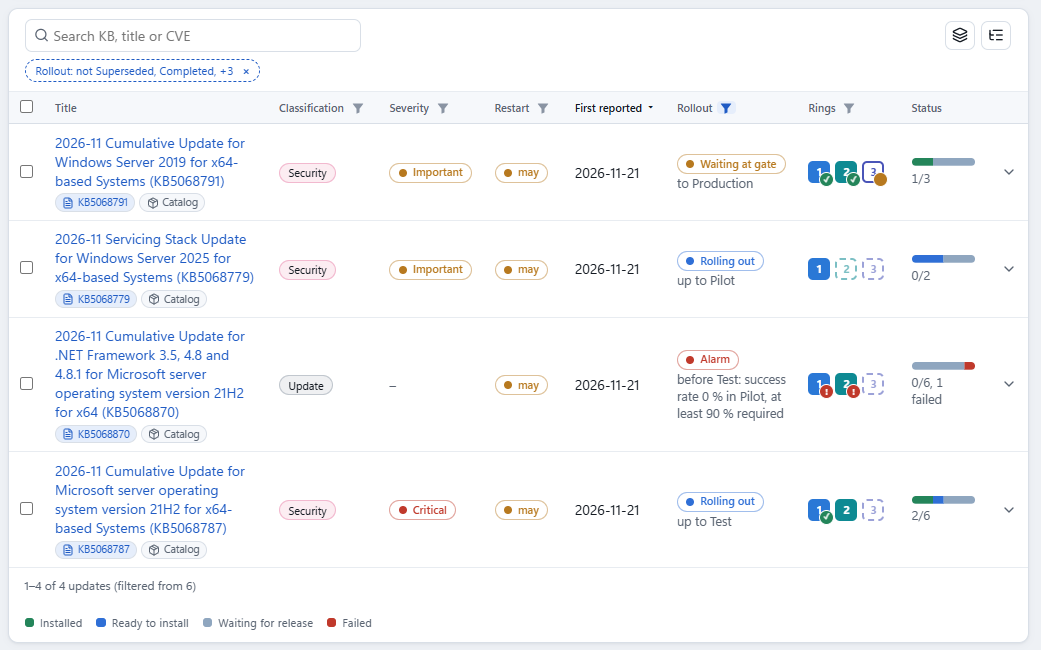 Search KB, title or CVE
Rollout: not Superseded, Completed, +3 ×
Title Classification Severity Restart First reported Rollout Rings Status
2026-11 Cumulative Update for
Windows Server 2019 for x64-
based Systems (KB5068791)
KB5068791 Catalog
Security
Important
may
2026-11-21
Waiting at gate
to Production
1 2 3
1/3
2026-11 Servicing Stack Update
for Windows Server 2025 for
x64-based Systems (KB5068779)
KB5068779 Catalog
Security
Important
may
2026-11-21
Rolling out
up to Pilot
1 2 3
0/2
2026-11 Cumulative Update for
.NET Framework 3.5, 4.8 and
4.8.1 for Microsoft server
operating system version 21H2
for x64 (KB5068870)
KB5068870 Catalog
Update
–
may
2026-11-21
Alarm
before Test: success
rate 0 % in Pilot, at
least 90 % required
1 2 3
0/6, 1
failed
2026-11 Cumulative Update for
Microsoft server operating
system version 21H2 for x64-
based Systems (KB5068787)
KB5068787 Catalog
Security
Critical
may
2026-11-21
Rolling out
up to Test
1 2 3
2/6
1–4 of 4 updates (filtered from 6)
Installed Ready to install Waiting for release Failed